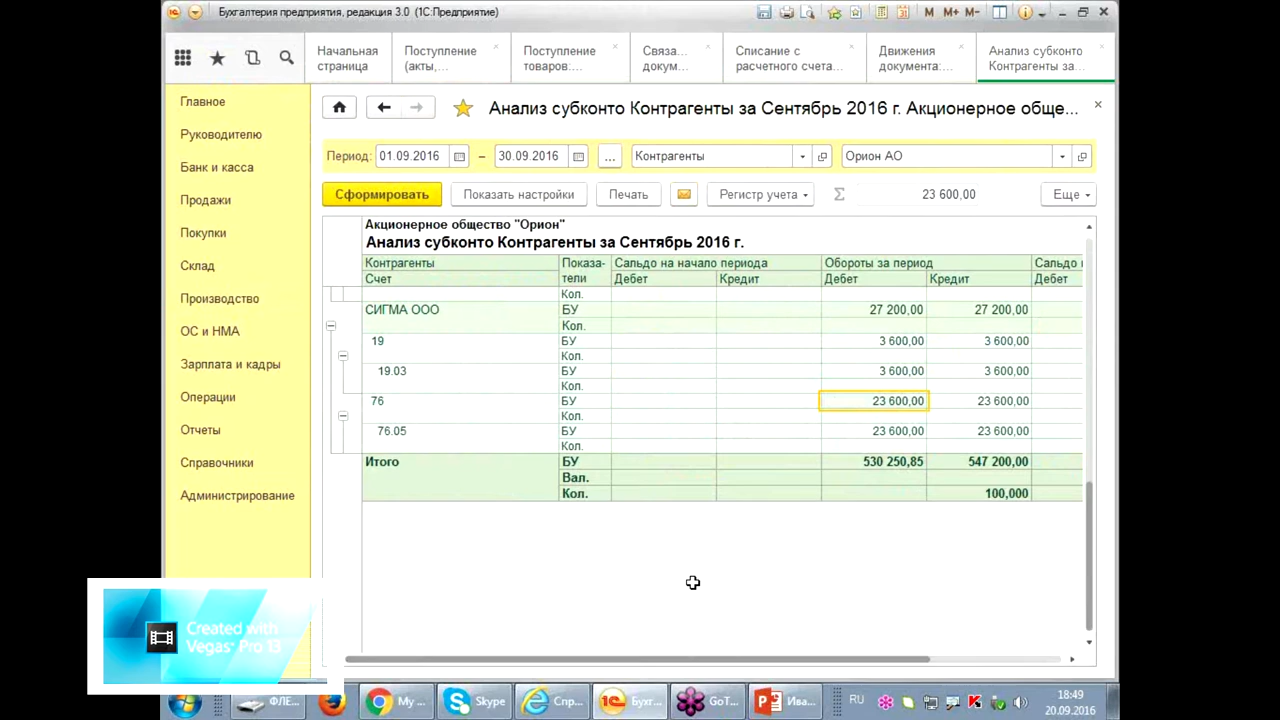 Бухгалтерия предприятия, редакция 3.0 (1С:Предприятие)
M M+ M-
Начальная страница
Поступление (акты,...
Поступление товаров:...
Связа... докум...
Списание с расчетного счета...
Движения документа:...
Анализ субконто Контрагенты за...
Главное
Руководителю
Банк и касса
Продажи
Покупки
Склад
Производство
ОС и НМА
Зарплата и кадры
Операции
Отчеты
Справочники
Администрирование
Анализ субконто Контрагенты за Сентябрь 2016 г. Акционерное обще...
Период: 01.09.2016 – 30.09.2016 ... Контрагенты Орион АО
Сформировать Показать настройки Печать Регистр учета Σ 23 600,00 Еще
Акционерное общество "Орион"
Анализ субконто Контрагенты за Сентябрь 2016 г.
Контрагенты Показа- Сальдо на начало периода Обороты за период Сальдо
Счет тели Дебет Кредит Дебет Кредит Дебет
Кол.
СИГМА ООО БУ 27 200,00 27 200,00
Кол.
19 БУ 3 600,00 3 600,00
Кол.
19.03 БУ 3 600,00 3 600,00
Кол.
76 БУ 23 600,00 23 600,00
Кол.
76.05 БУ 23 600,00 23 600,00
Кол.
Итого БУ 530 250,85 547 200,00
Вал.
Кол. 100,000
Created with
Vegas Pro 13
ФЛЕ... My ... Skype Спр... Бухг... GoT... Ива... RU 18:49
20.09.2016